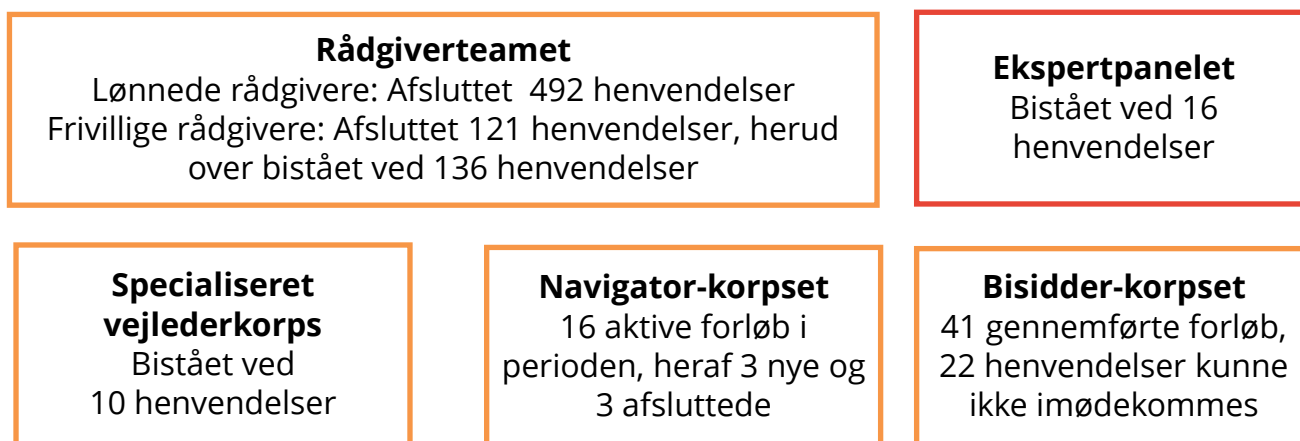 Rådgiverteamet
Lønnede rådgivere: Afsluttet 492 henvendelser
Frivillige rådgivere: Afsluttet 121 henvendelser, herud
over bistået ved 136 henvendelser
Ekspertpanelet
Bistået ved 16
henvendelser
Specialiseret
vejlederkorps
Bistået ved
10 henvendelser
Navigator-korpset
16 aktive forløb i
perioden, heraf 3 nye og
3 afsluttede
Bisidder-korpset
41 gennemførte forløb,
22 henvendelser kunne
ikke imødekommes